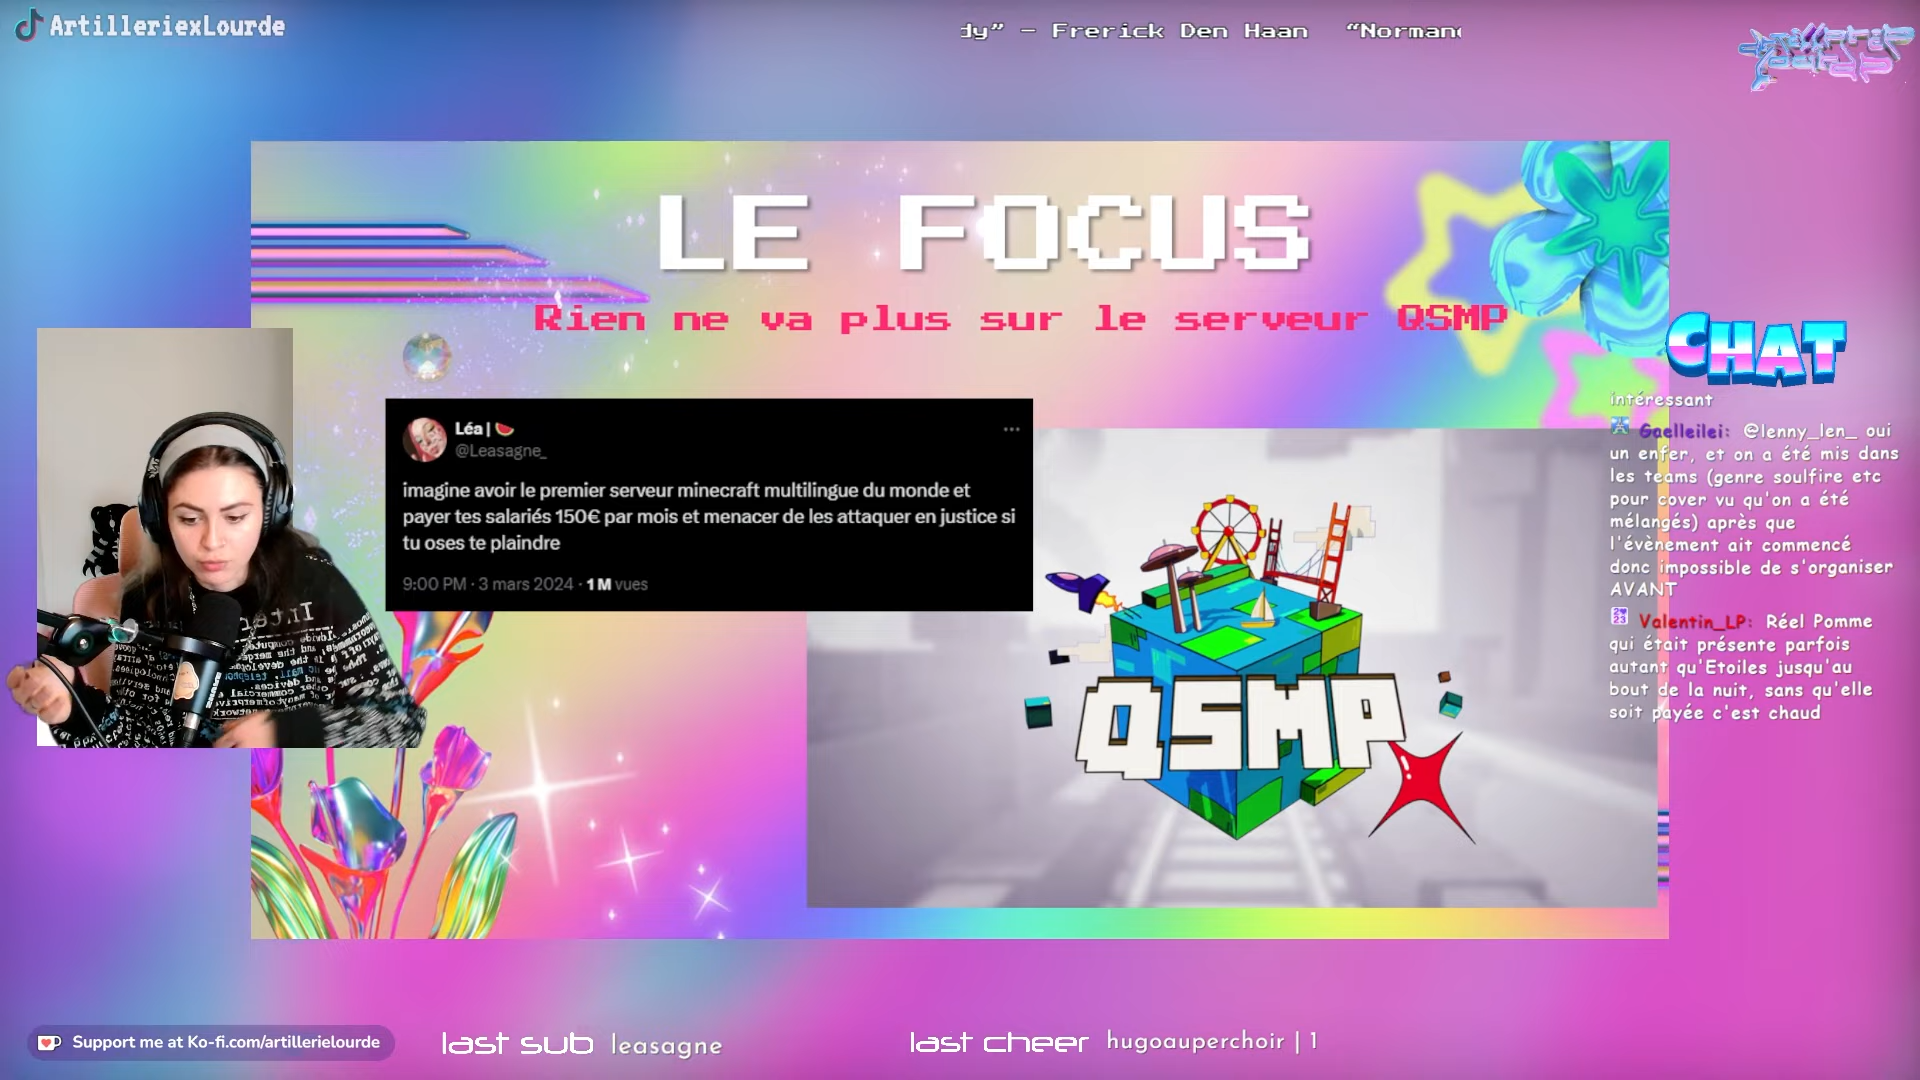 ArtilleriexLourde
dy” – Frerick Den Haan “Norman
LE FOCUS
Rien ne va plus sur le serveur QSMP
Léa |
@Leasagne_
imagine avoir le premier serveur minecraft multilingue du monde et
payer tes salariés 150€ par mois et menacer de les attaquer en justice si
tu oses te plaindre
9:00 PM · 3 mars 2024 · 1 M vues
QSMP
CHAT
intéressant
Gaelleilei: @lenny_len_ oui
un enfer, et on a été mis dans
les teams (genre soulfire etc
pour cover vu qu'on a été
mélangés) après que
l'évènement ait commencé
donc impossible de s'organiser
AVANT
Valentin_LP: Réel Pomme
qui était présente parfois
autant qu'Etoiles jusqu'au
bout de la nuit, sans qu'elle
soit payée c'est chaud
Support me at Ko-fi.com/artillerielourde
last sub leasagne
last cheer hugoauperchoir | 1